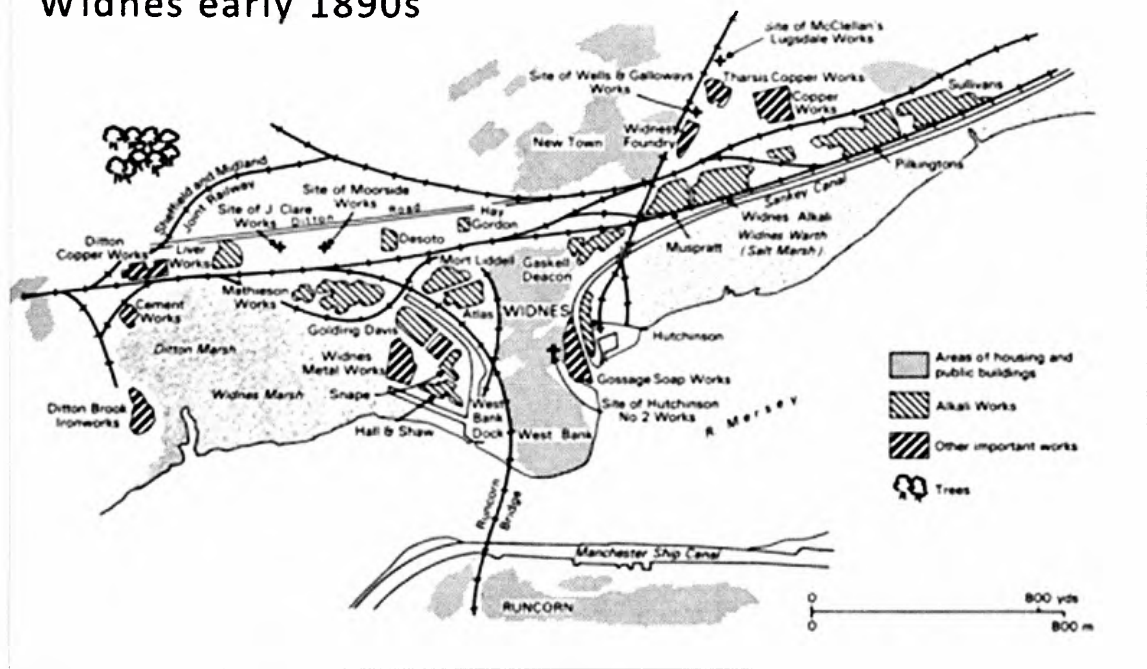 Widnes early 1890s
Site of McClellan's
Lugsdale Works
Site of Wells & Galloways
Works
Tharsis Copper Works
Copper
Works
Sullivans
New Town
Widness
Foundry
Pilkingtons
Sheffield and Midland
Joint Railway
Site of Moorside
Works
Site of J. Clare
Works
Ditton Road
Hay
Gordon
Sankey Canal
Widnes Alkali
Widnes Warth
(Salt Marsh)
Muspratt
Ditton
Copper Works
Liver
Works
Desoto
Mort Liddell
Gaskell
Deacon
Mathieson
Works
Atlas
WIDNES
Cement
Works
Golding Davis
Hutchinson
Ditton Marsh
Widnes
Metal Works
Gossage Soap Works
Areas of housing and
public buildings
Widnes Marsh
Snape
Site of Hutchinson
No 2 Works
R. Mersey
Alkali Works
Ditton Brook
Ironworks
Hall & Shaw
West
Bank
Dock
West Bank
Other important works
Trees
Runcorn
Bridge
Manchester Ship Canal
RUNCORN
0 800 yds
0 800 m